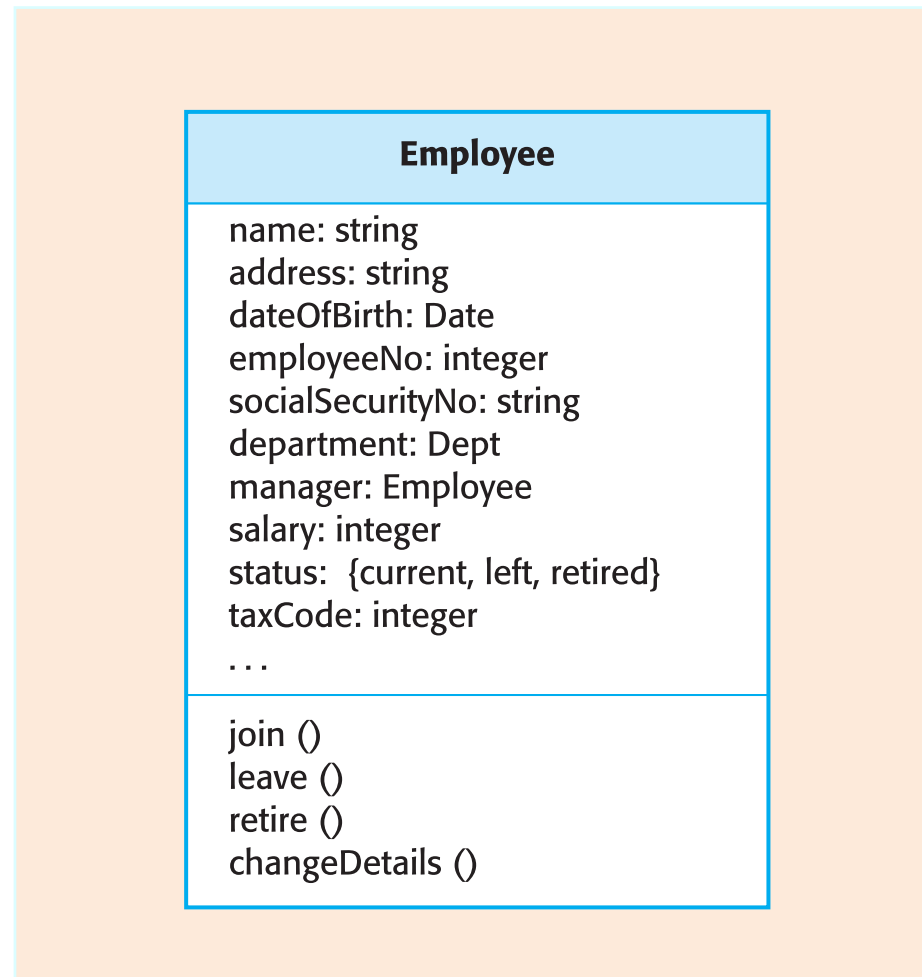 Employee
name: string
address: string
dateOfBirth: Date
employeeNo: integer
socialSecurityNo: string
department: Dept
manager: Employee
salary: integer
status:  {current, left, retired}
taxCode: integer
. . .
join ()
leave ()
retire ()
changeDetails ()